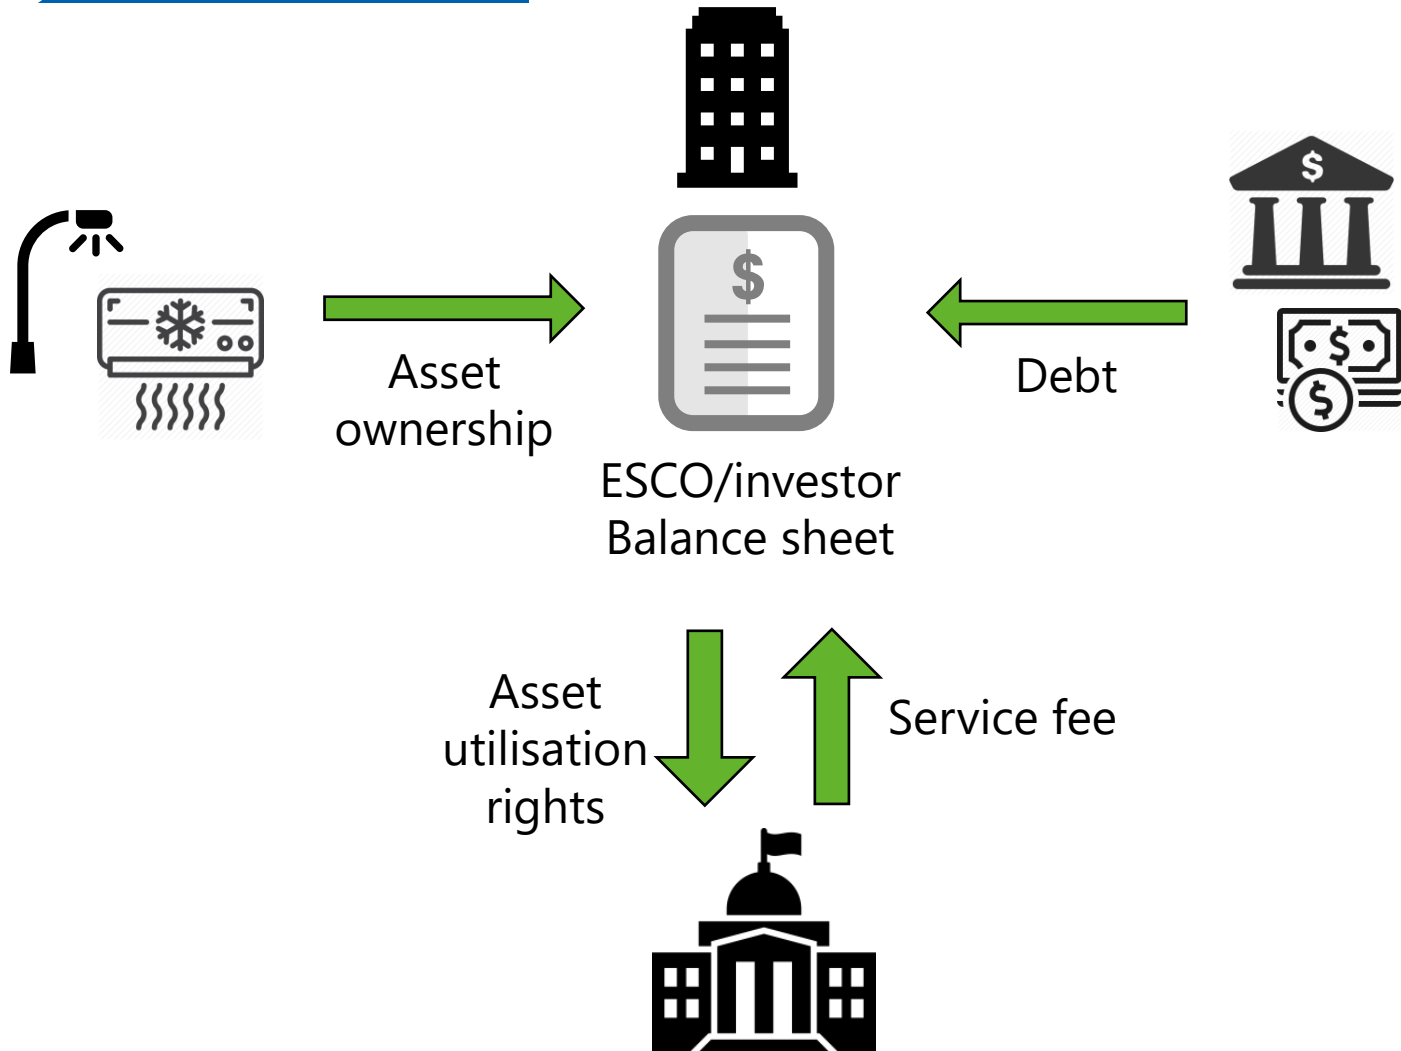 $
$
Asset
ownership
$
$
Debt
ESCO/investor
Balance sheet
Asset
utilisation
rights
Service fee